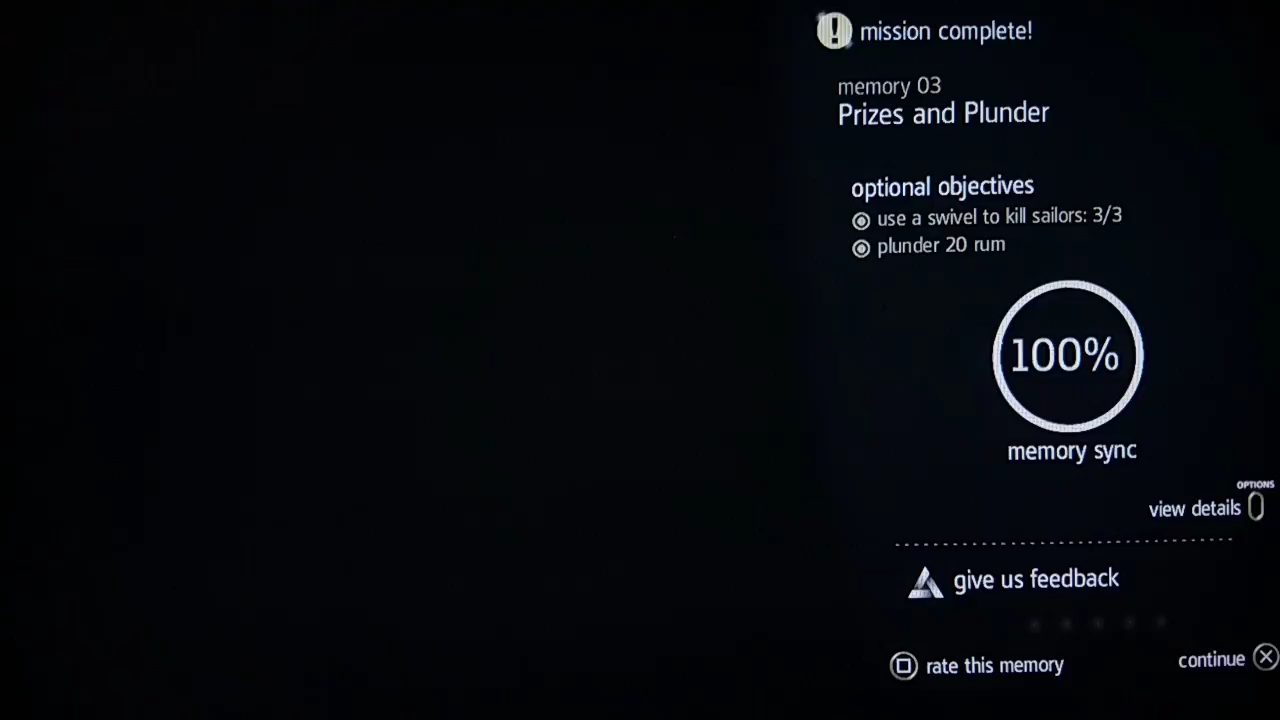 mission complete!
memory 03
Prizes and Plunder
optional objectives
use a swivel to kill sailors: 3/3
plunder 20 rum
100%
memory sync
OPTIONS
view details
give us feedback
rate this memory
continue